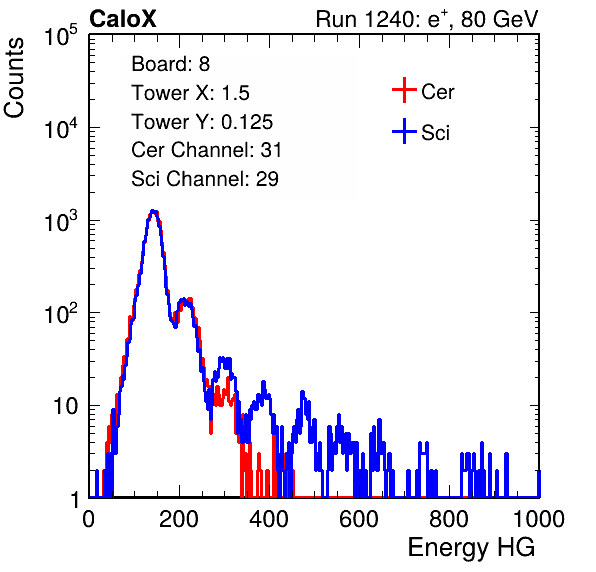 CaloX Run 1240: e⁺, 80 GeV
Counts
Board: 8
Tower X: 1.5
Tower Y: 0.125
Cer Channel: 31
Sci Channel: 29
Cer
Sci
10⁵
10⁴
10³
10²
10
1
0 200 400 600 800 1000
Energy HG